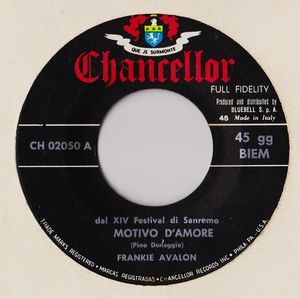 QUE JE SURMONTE
Chancellor
FULL FIDELITY
Produced and distributed by
BLUEBELL S. p. A.
45 Made in Italy
CH 02050 A
45 gg
BIEM
dal XIV Festival di Sanremo
MOTIVO D'AMORE
(Pino Donaggio)
FRANKIE AVALON
TRADE MARKS REGISTERED • MARCAS REGISTRADAS • CHANCELLOR RECORDS INC. PHILA - PA. U.S.A.